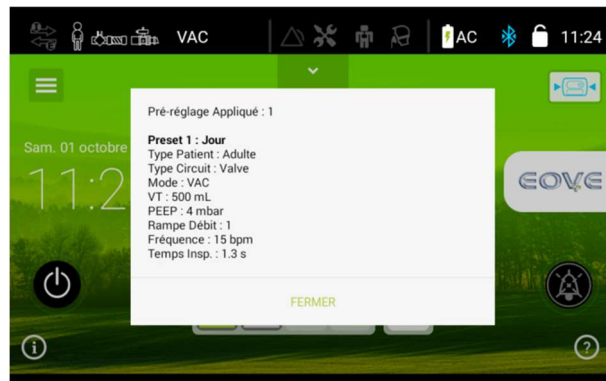 VAC
AC
11:24
Pré-réglage Appliqué : 1
Sam. 01 octobre
Preset 1 : Jour
Type Patient : Adulte
Type Circuit : Valve
Mode : VAC
VT : 500 mL
PEEP : 4 mbar
Rampe Débit : 1
Fréquence : 15 bpm
Temps Insp. : 1.3 s
11:2
EOVE
FERMER
i
?